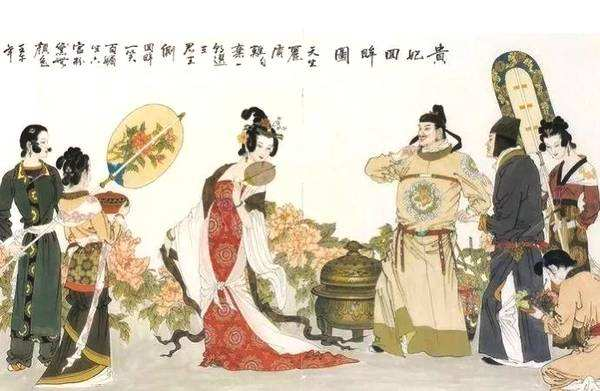 貴妃回眸圖
天生
麗質
難自
棄一
朝選
在
君王
側
回眸
一笑
百媚
生六
宮粉
黛無
顏色